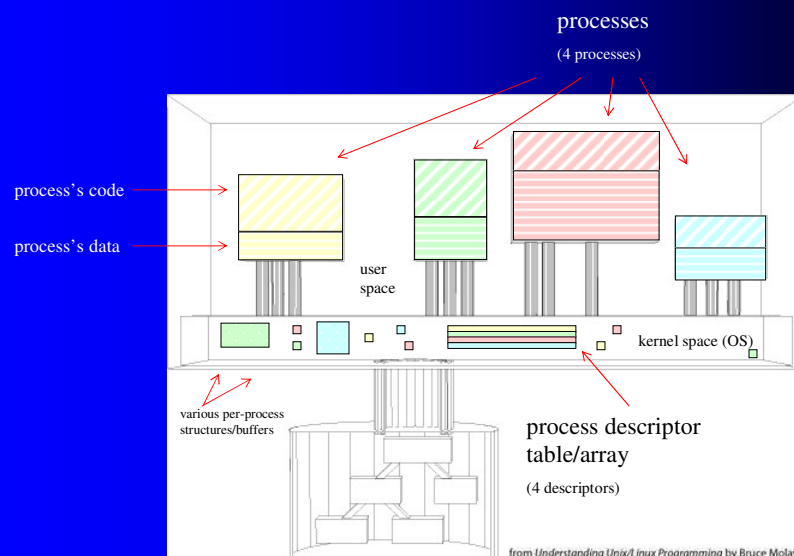 processes
(4 processes)
process's code
process's data
user
space
kernel space (OS)
various per-process
structures/buffers
process descriptor
table/array
(4 descriptors)
from Understanding Unix/Linux Programming by Bruce Mola